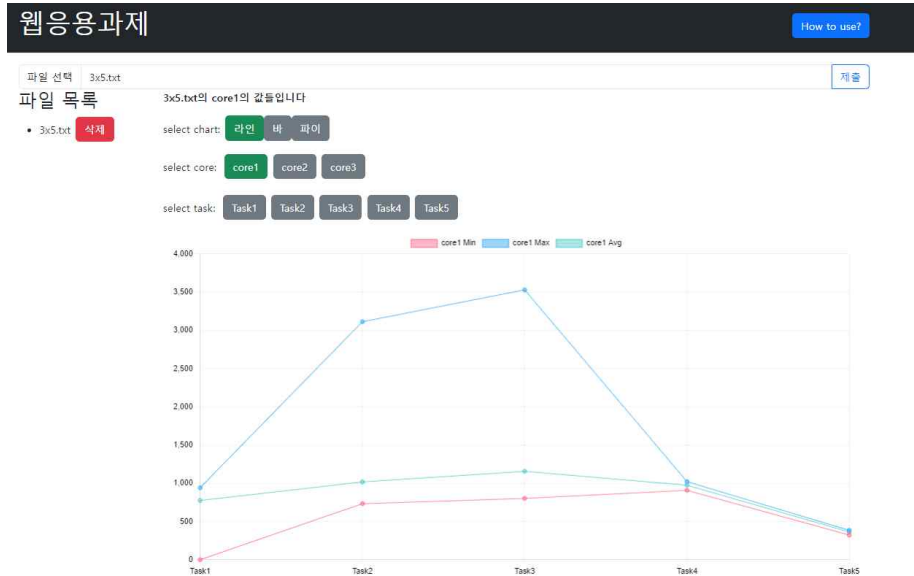 웹응용과제
How to use?
파일 선택 3x5.txt 제출
파일 목록
3x5.txt 삭제
3x5.txt의 core1의 값들입니다
select chart: 라인 바 파이
select core: core1 core2 core3
select task: Task1 Task2 Task3 Task4 Task5
core1 Min core1 Max core1 Avg
4,000
3,500
3,000
2,500
2,000
1,500
1,000
500
0
Task1 Task2 Task3 Task4 Task5